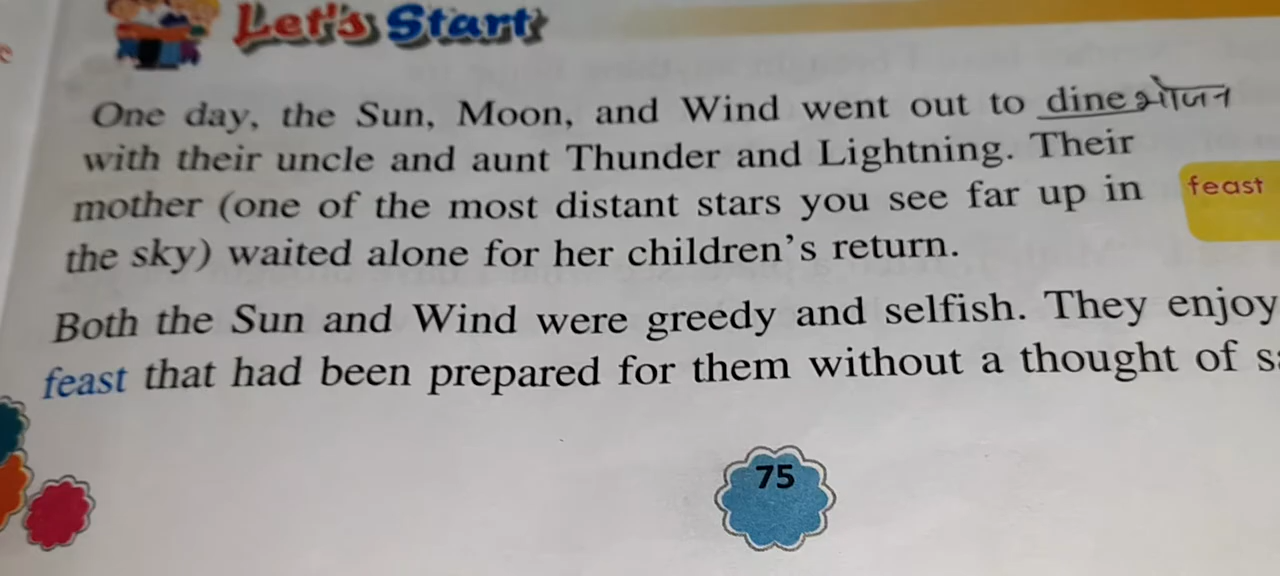 Let's Start
One day, the Sun, Moon, and Wind went out to dine भोजन
with their uncle and aunt Thunder and Lightning. Their
mother (one of the most distant stars you see far up in
the sky) waited alone for her children's return.
feast
Both the Sun and Wind were greedy and selfish. They enjoy
feast that had been prepared for them without a thought of
75